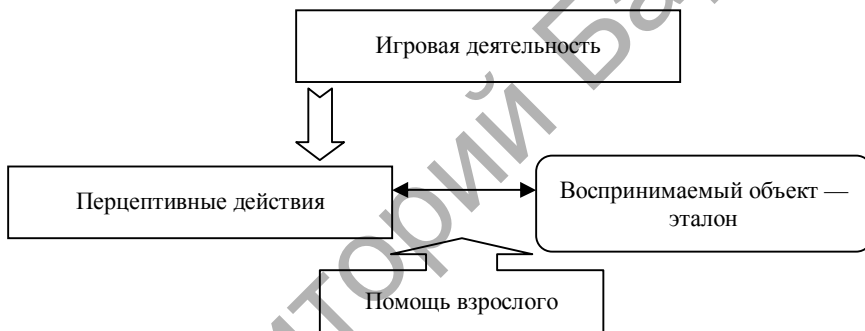 Игровая деятельность
Перцептивные действия
Воспринимаемый объект —
эталон
Помощь взрослого